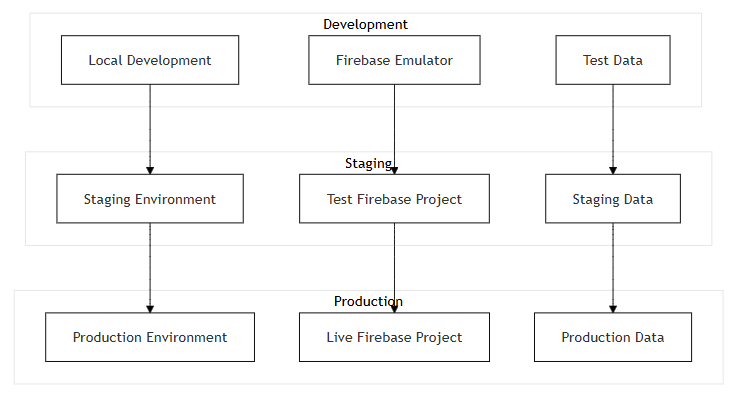 Development
Local Development
Firebase Emulator
Test Data
Staging
Staging Environment
Test Firebase Project
Staging Data
Production
Production Environment
Live Firebase Project
Production Data